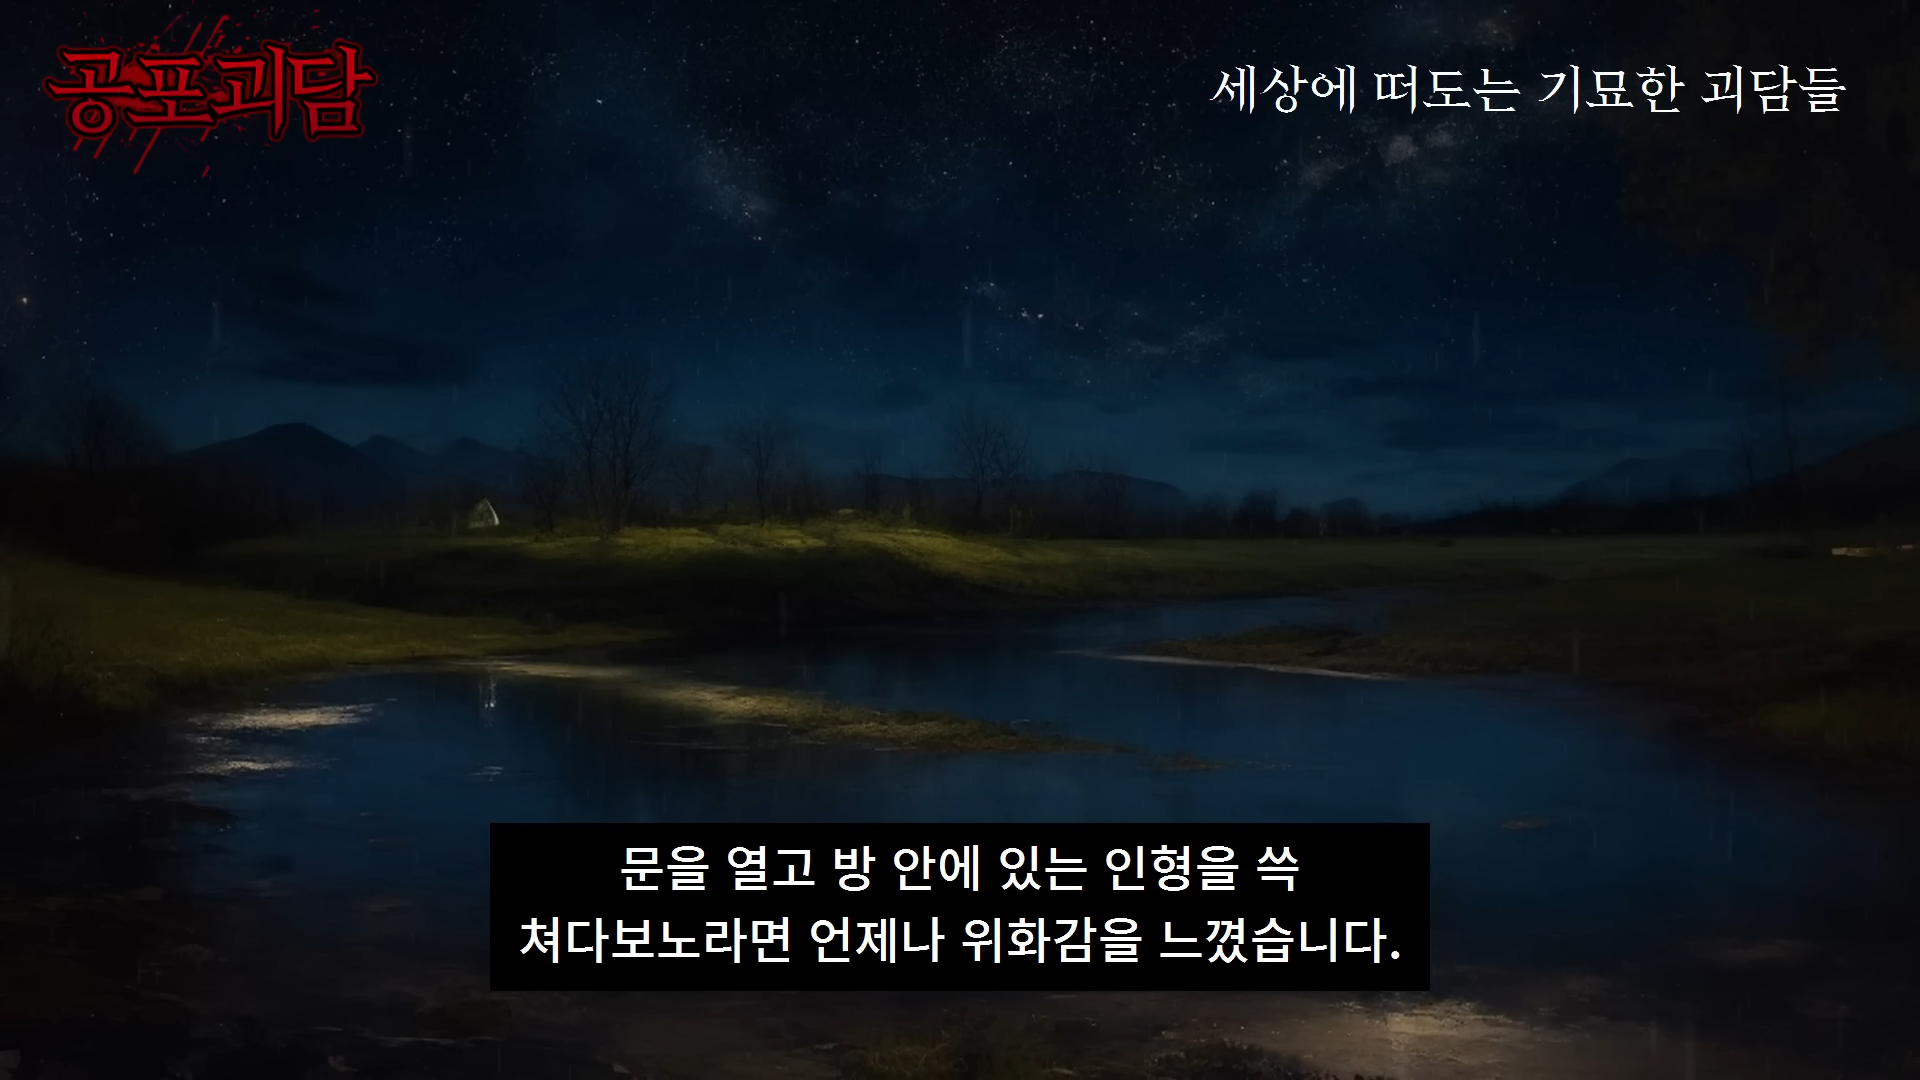 공포괴담
세상에 떠도는 기묘한 괴담들
문을 열고 방 안에 있는 인형을 쓱
쳐다보노라면 언제나 위화감을 느꼈습니다.